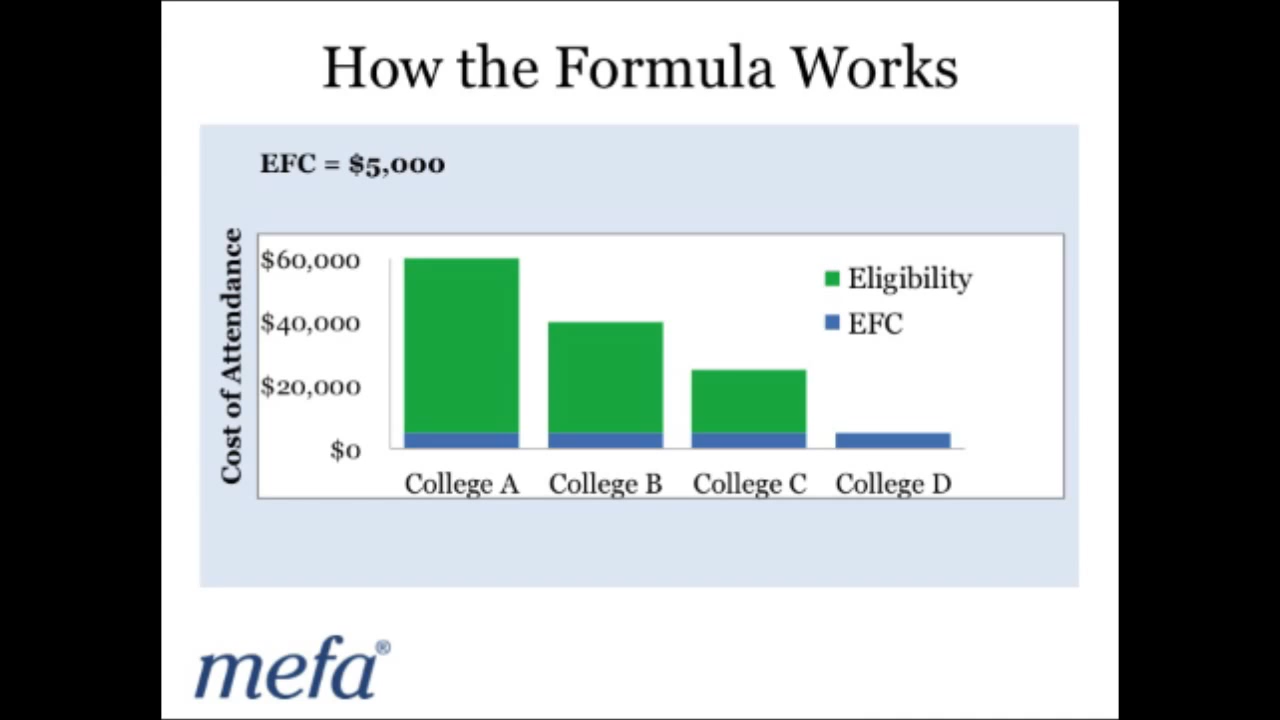 How the Formula Works
EFC = $5,000
Cost of Attendance
$60,000
$40,000
$20,000
$0
Eligibility
EFC
College A College B College C College D
mefa®